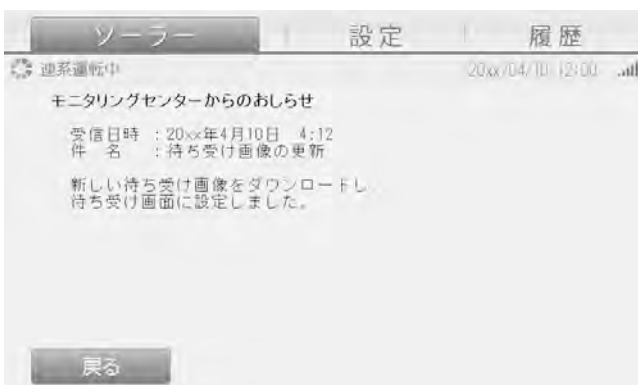 ソーラー 設定 履歴
連系運転中 20xx/04/10 12:00
モニタリングセンターからのおしらせ
受信日時 :20××年4月10日 4:12
件 名 :待ち受け画像の更新
新しい待ち受け画像をダウンロードし
待ち受け画面に設定しました。
戻る